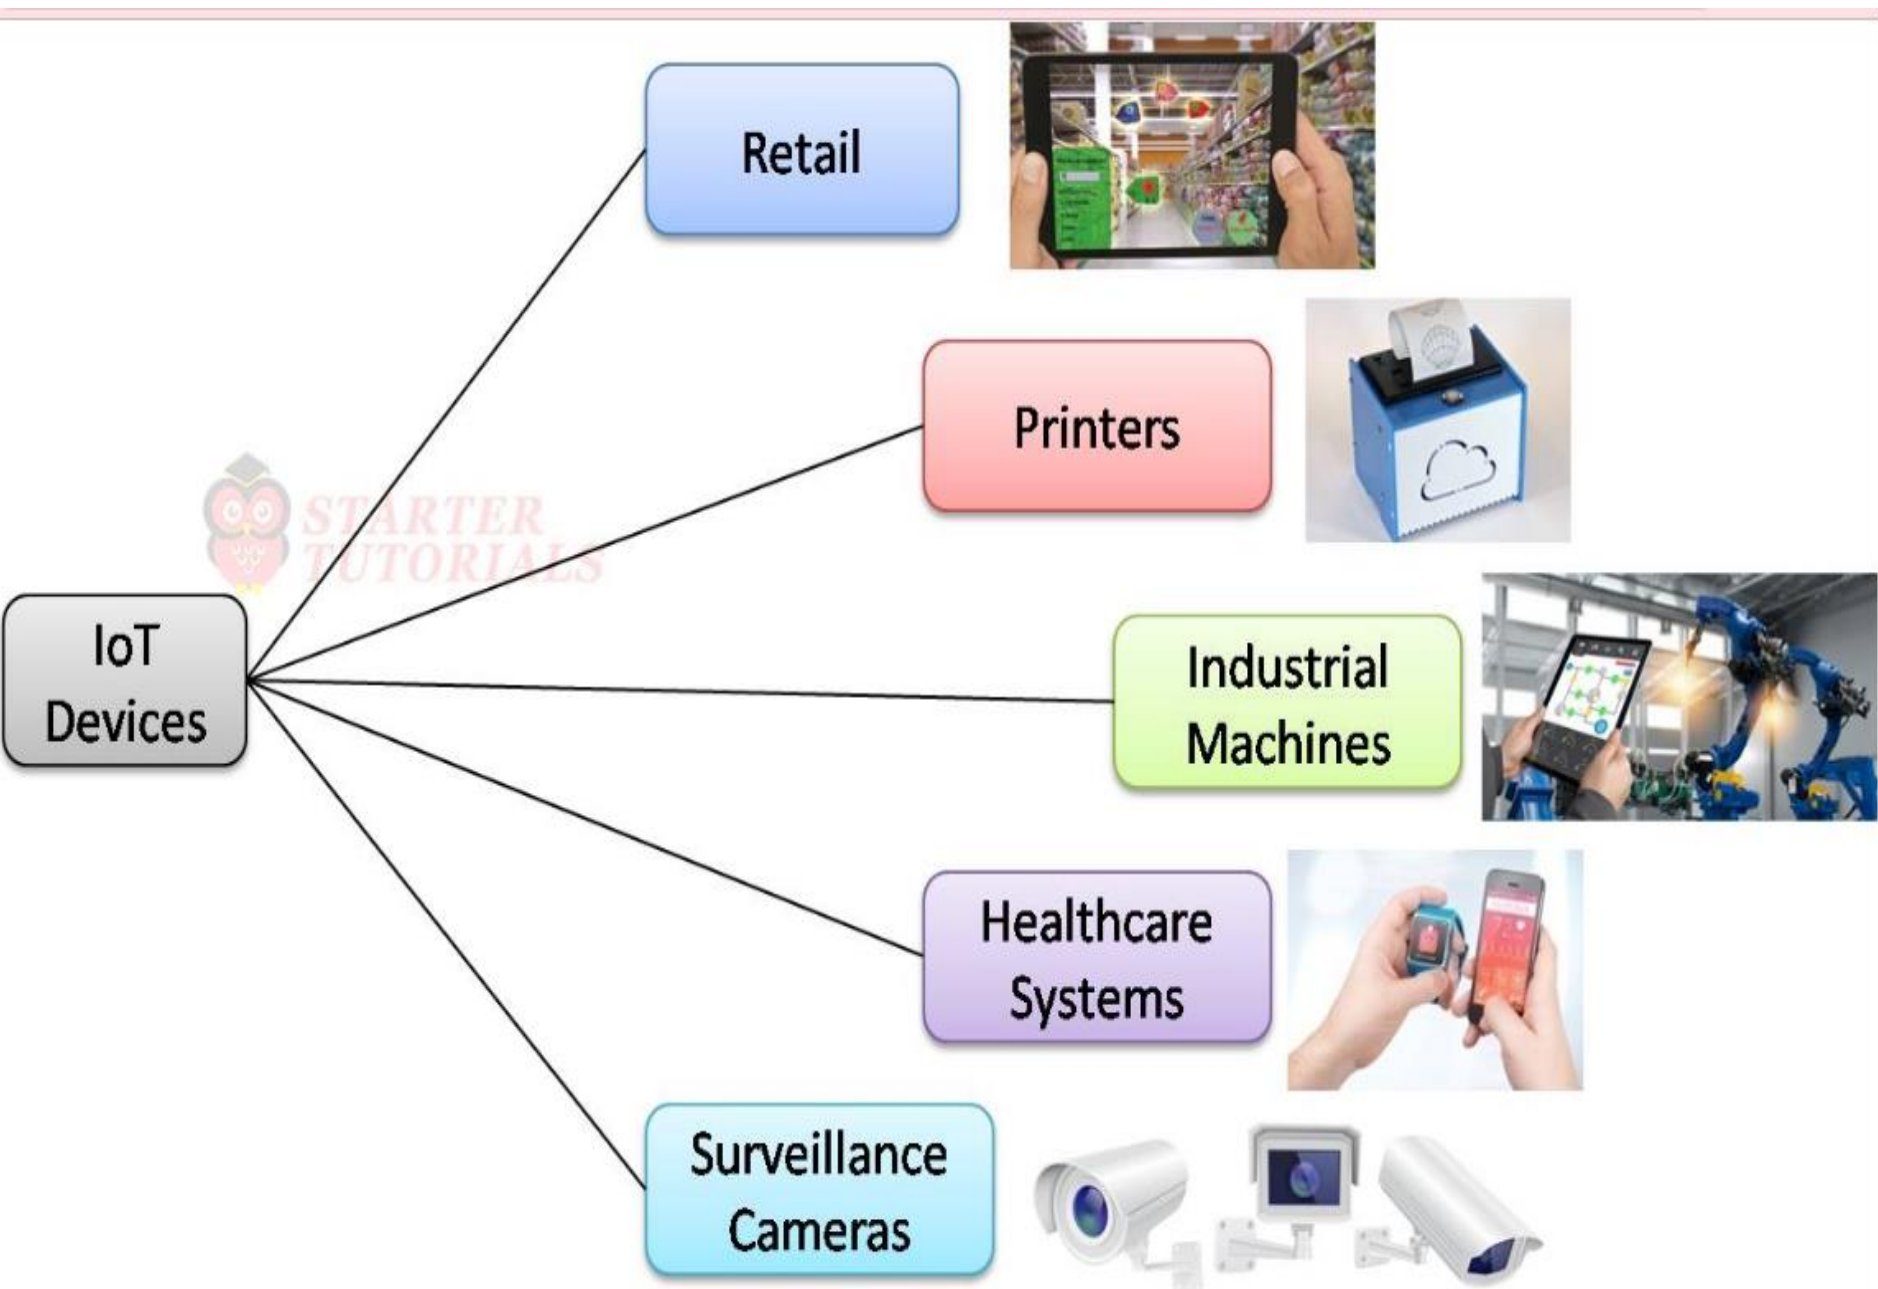 Retail
Printers
STARTER
TUTORIALS
IoT
Devices
Industrial
Machines
Healthcare
Systems
Surveillance
Cameras